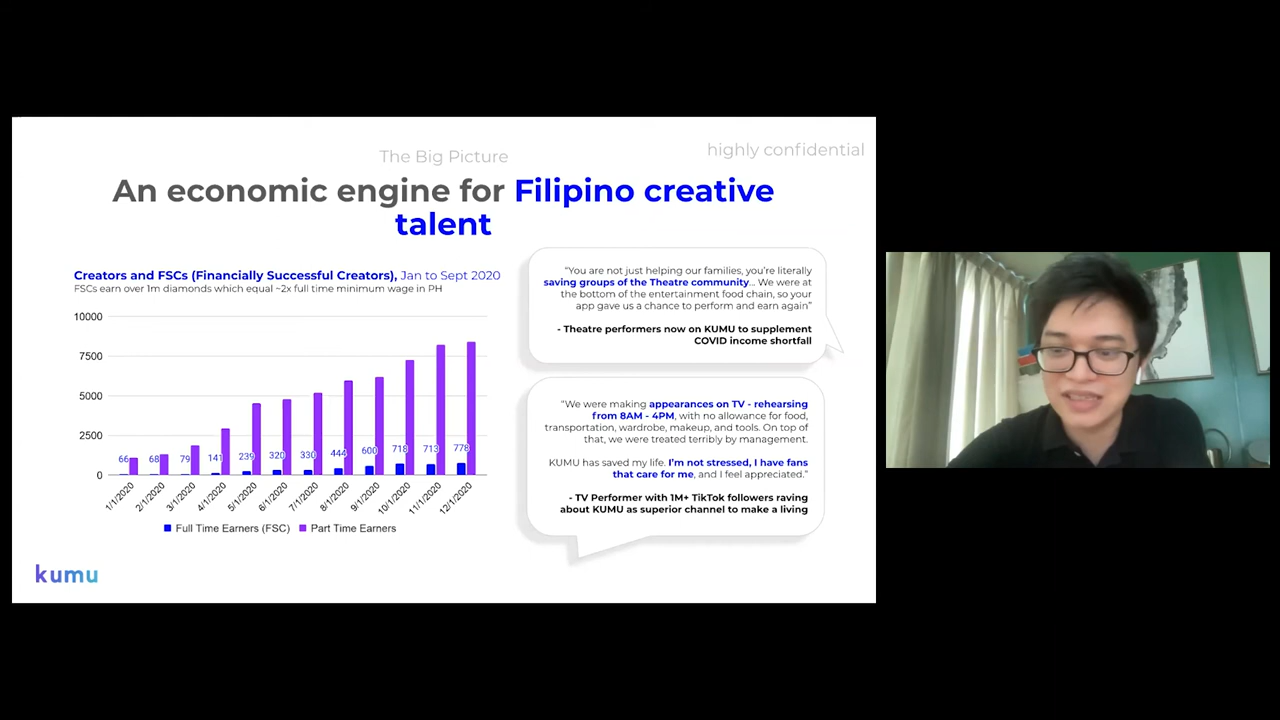 The Big Picture
highly confidential
An economic engine for Filipino creative
talent
Creators and FSCs (Financially Successful Creators), Jan to Sept 2020
FSCs earn over 1m diamonds which equal ~2x full time minimum wage in PH
10000
7500
5000
2500
0
66
68
79
141
239
320
330
444
600
718
713
778
1/1/2020
2/1/2020
3/1/2020
4/1/2020
5/1/2020
6/1/2020
7/1/2020
8/1/2020
9/1/2020
10/1/2020
11/1/2020
12/1/2020
Full Time Earners (FSC)
Part Time Earners
"You are not just helping our families, you're literally
saving groups of the Theatre community... We were at
the bottom of the entertainment food chain, so your
app gave us a chance to perform and earn again"
- Theatre performers now on KUMU to supplement
COVID income shortfall
"We were making appearances on TV - rehearsing
from 8AM - 4PM, with no allowance for food,
transportation, wardrobe, makeup, and tools. On top of
that, we were treated terribly by management.
KUMU has saved my life. I'm not stressed, I have fans
that care for me, and I feel appreciated."
- TV Performer with 1M+ TikTok followers raving
about KUMU as superior channel to make a living
kumu